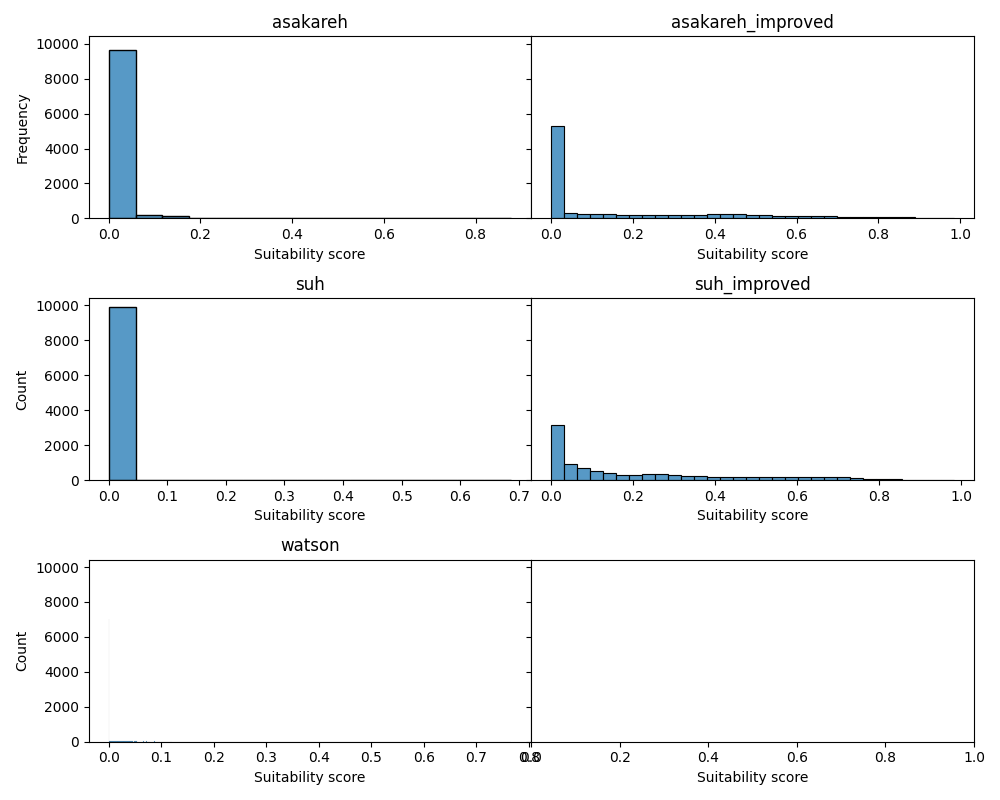 asakareh
asakareh_improved
10000
8000
6000
4000
2000
0
Frequency
0.0 0.2 0.4 0.6 0.8
Suitability score
0.0 0.2 0.4 0.6 0.8 1.0
Suitability score
suh
suh_improved
10000
8000
6000
4000
2000
0
Count
0.0 0.1 0.2 0.3 0.4 0.5 0.6 0.7
Suitability score
0.0 0.2 0.4 0.6 0.8 1.0
Suitability score
watson
10000
8000
6000
4000
2000
0
Count
0.0 0.1 0.2 0.3 0.4 0.5 0.6 0.7 0.8
Suitability score
0.0 0.2 0.4 0.6 0.8 1.0
Suitability score